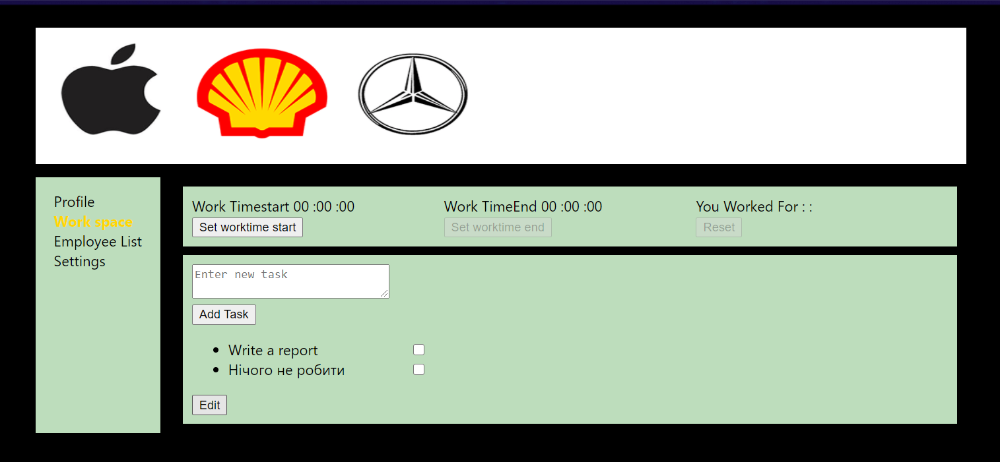 Profile
Work space
Employee List
Settings
Work Timestart 00 :00 :00
Set worktime start
Work TimeEnd 00 :00 :00
Set worktime end
You Worked For : :
Reset
Enter new task
Add Task
Write a report
Нічого не робити
Edit